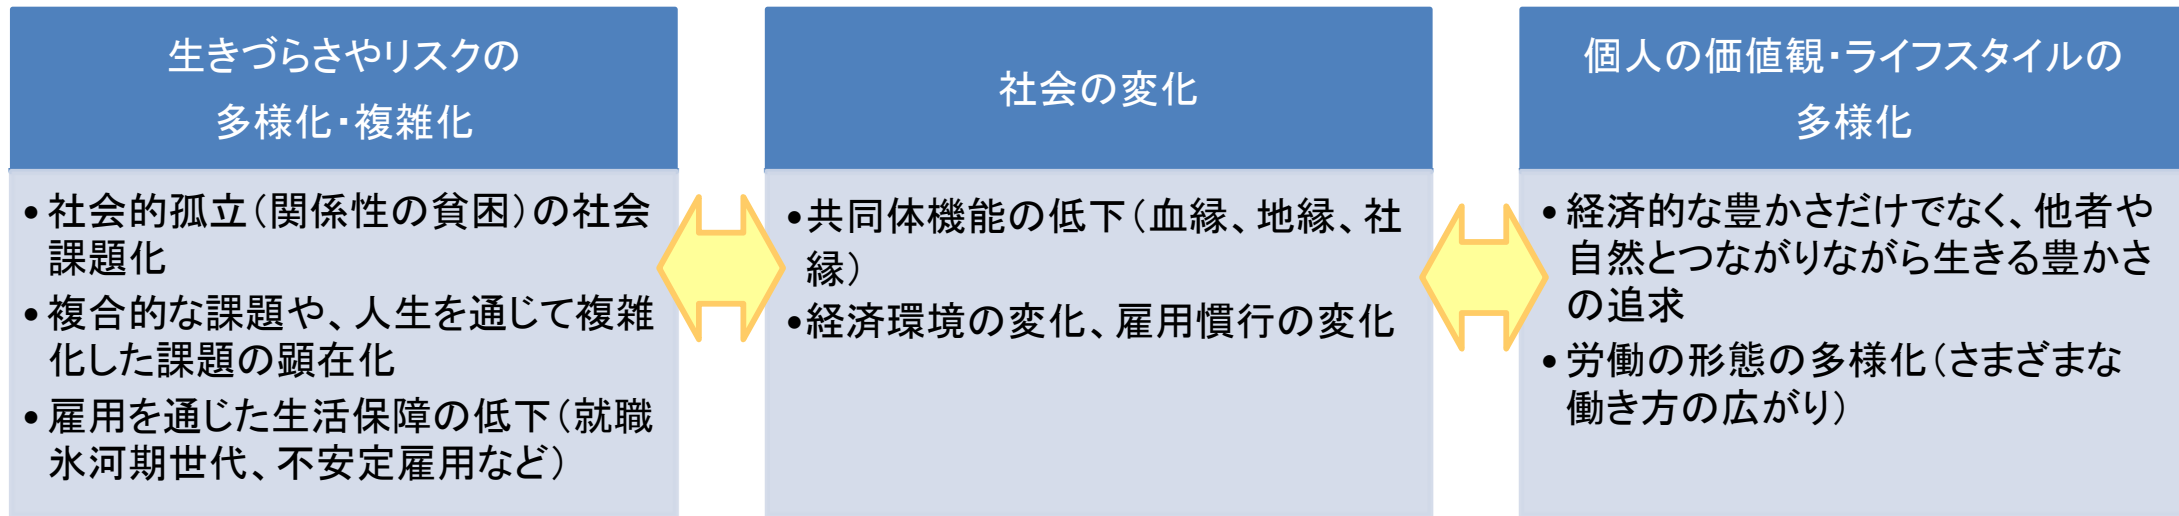 生きづらさやリスクの
多様化・複雑化
• 社会的孤立（関係性の貧困）の社会
課題化
• 複合的な課題や、人生を通じて複雑
化した課題の顕在化
• 雇用を通じた生活保障の低下（就職
氷河期世代、不安定雇用など）
社会の変化
•共同体機能の低下（血縁、地縁、社
縁）
•経済環境の変化、雇用慣行の変化
個人の価値観・ライフスタイルの
多様化
• 経済的な豊かさだけでなく、他者や
自然とつながりながら生きる豊かさ
の追求
• 労働の形態の多様化（さまざまな
働き方の広がり）